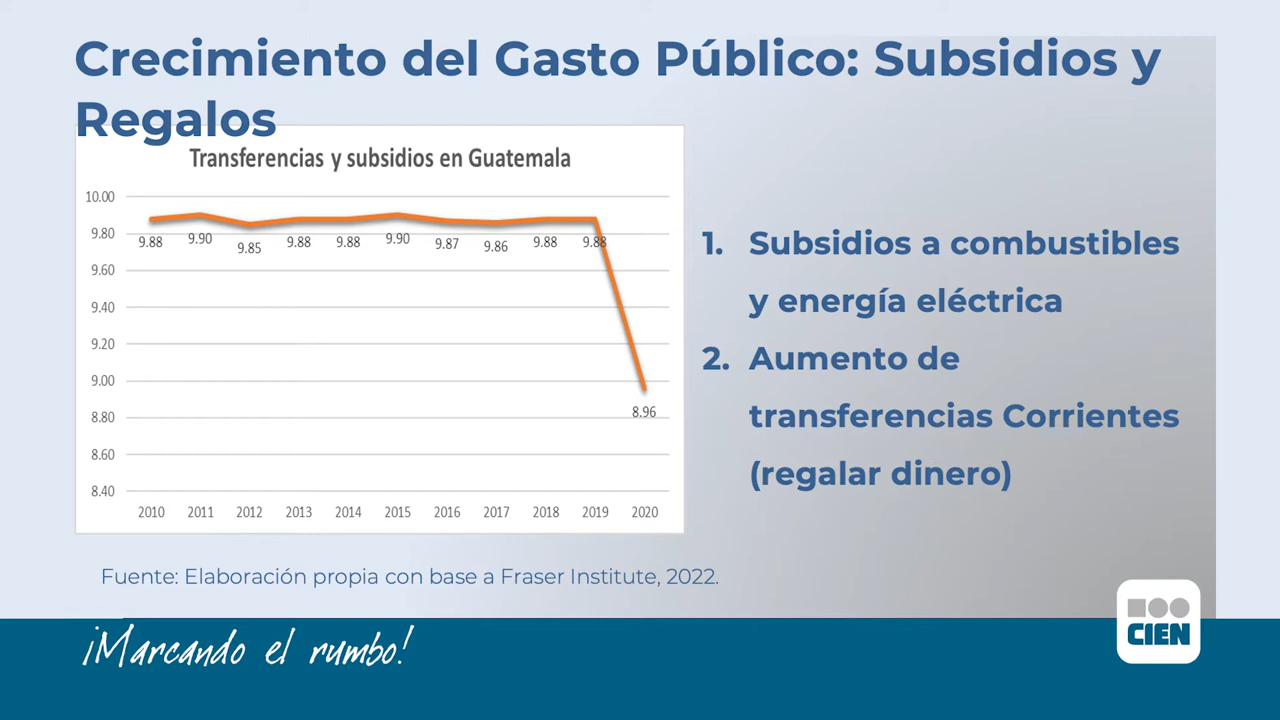 Crecimiento del Gasto Público: Subsidios y
Regalos
Transferencias y subsidios en Guatemala
10.00
9.80
9.60
9.40
9.20
9.00
8.80
8.60
8.40
9.88
9.90
9.85
9.88
9.88
9.90
9.87
9.86
9.88
9.88
8.96
2010 2011 2012 2013 2014 2015 2016 2017 2018 2019 2020
1. Subsidios a combustibles
y energía eléctrica
2. Aumento de
transferencias Corrientes
(regalar dinero)
Fuente: Elaboración propia con base a Fraser Institute, 2022.
¡Marcando el rumbo!
CIEN